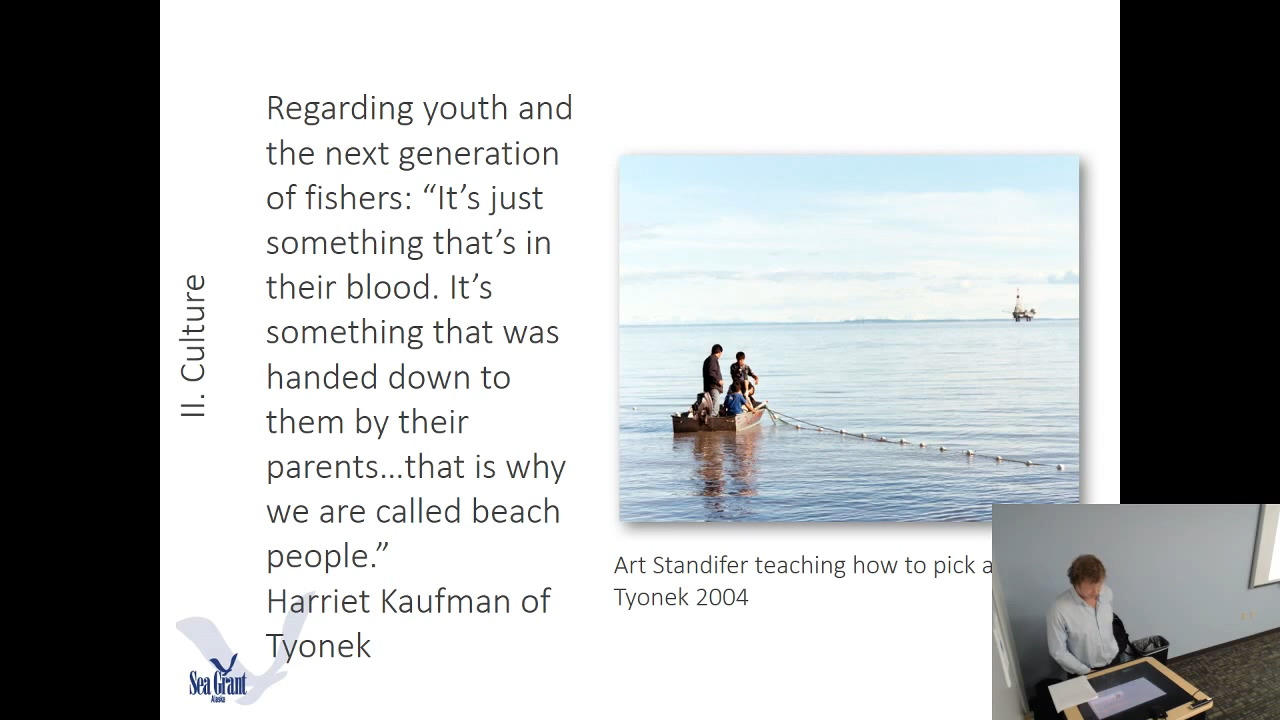 II. Culture
Regarding youth and
the next generation
of fishers: “It’s just
something that’s in
their blood. It’s
something that was
handed down to
them by their
parents…that is why
we are called beach
people.”
Harriet Kaufman of
Tyonek
Art Standifer teaching how to pick a
Tyonek 2004
Sea Grant
Alaska